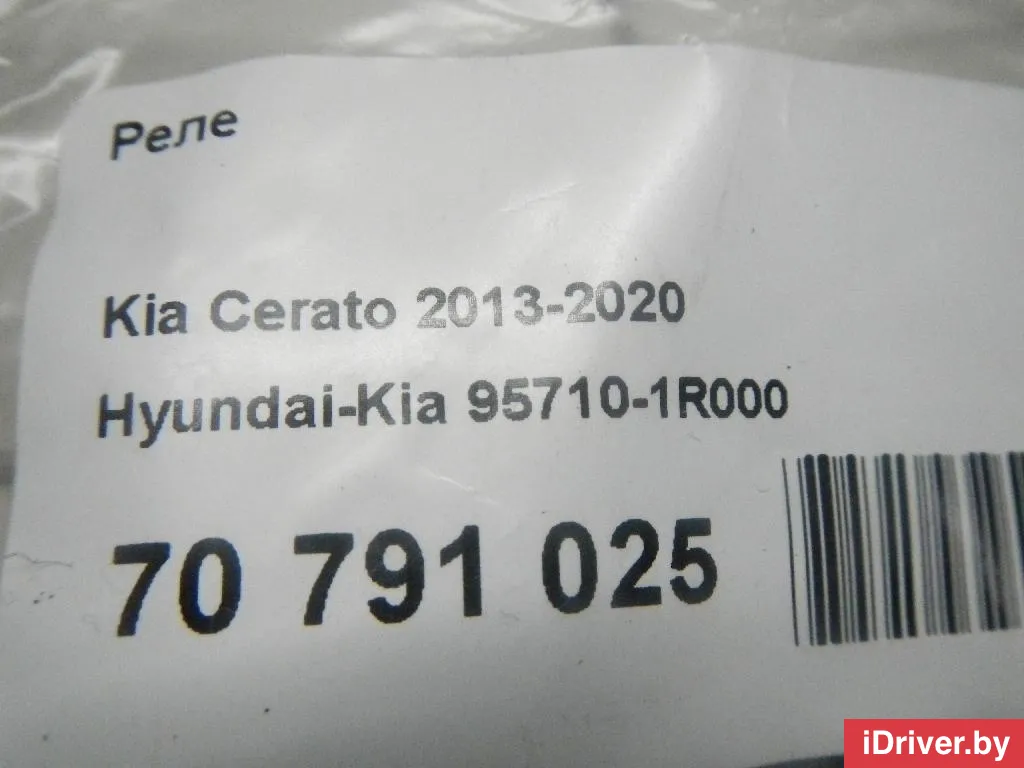 Реле
Kia Cerato 2013-2020
Hyundai-Kia 95710-1R000
70 791 025
iDriver.by